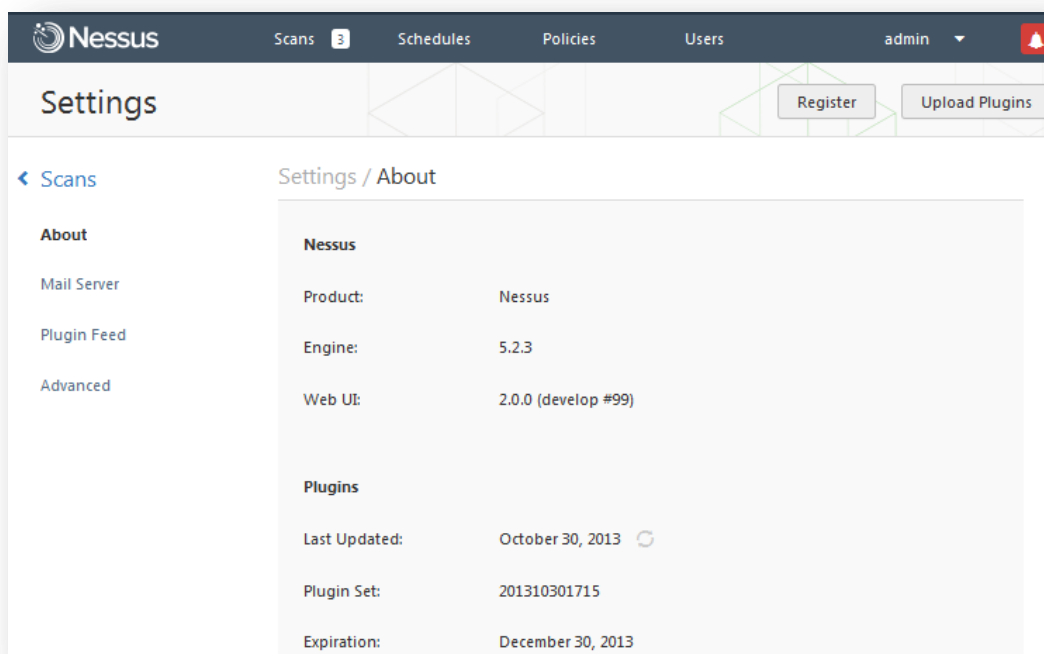 Nessus Scans 3 Schedules Policies Users admin
Settings Register Upload Plugins
Scans
Settings / About
About
Nessus
Mail Server
Product: Nessus
Plugin Feed
Engine: 5.2.3
Advanced
Web UI: 2.0.0 (develop #99)
Plugins
Last Updated: October 30, 2013
Plugin Set: 201310301715
Expiration: December 30, 2013